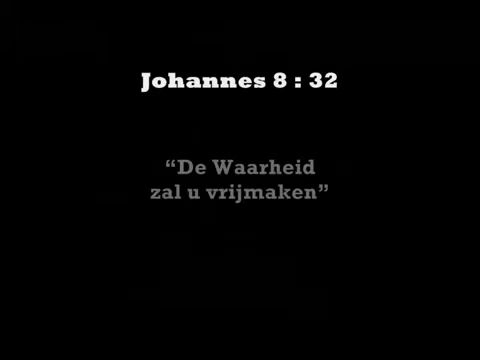 Johannes 8 : 32
“De Waarheid
zal u vrijmaken”